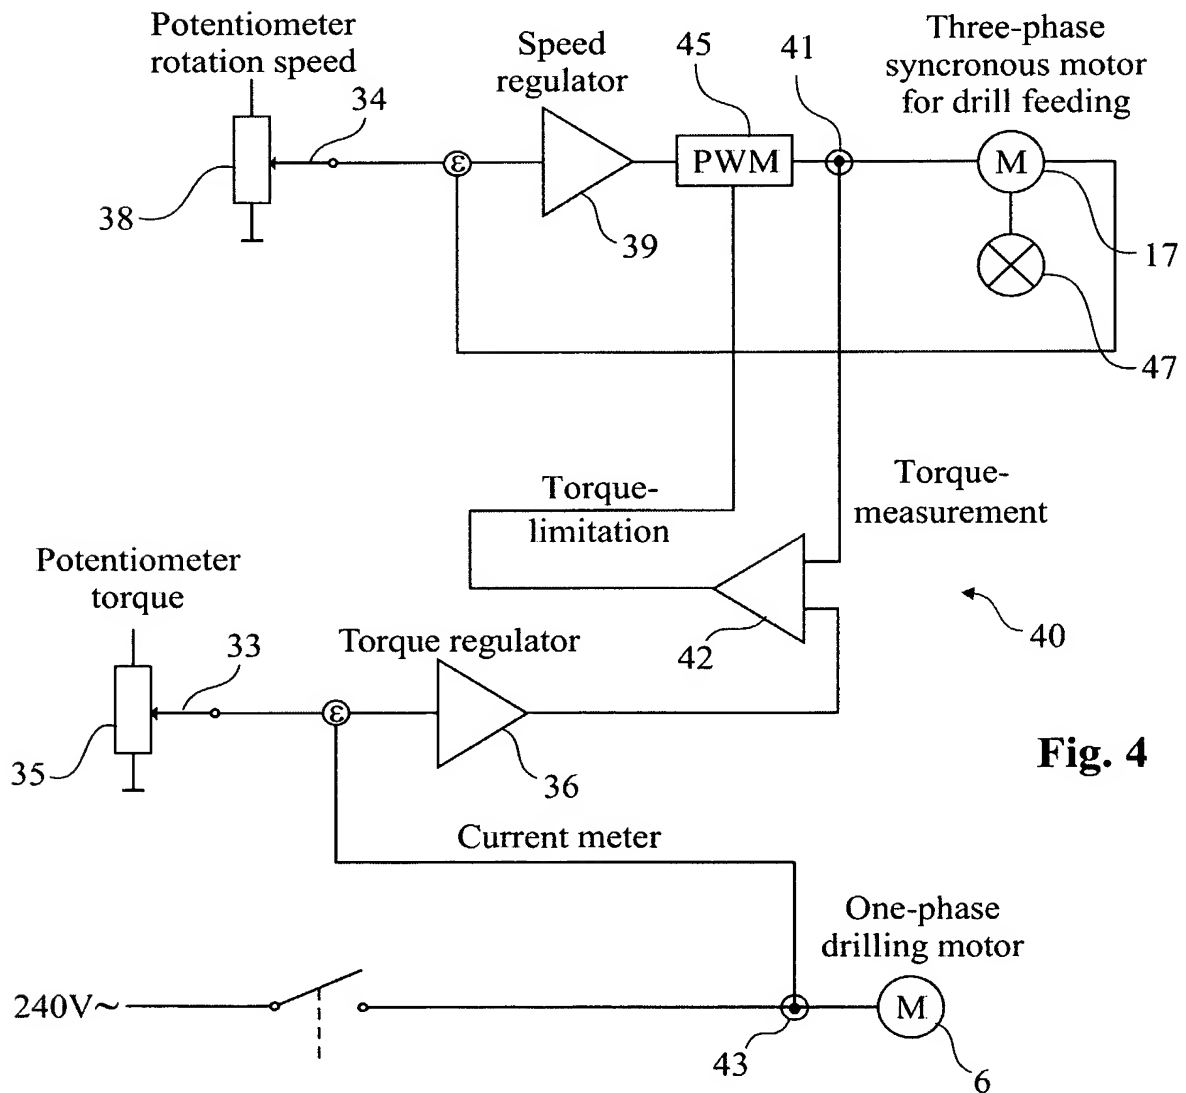 Potentiometer
rotation speed
34
38
ε
Speed
regulator
39
45
PWM
41
Three-phase
syncronous motor
for drill feeding
M
17
47
Torque-
limitation
Torque-
measurement
42
40
Potentiometer
torque
33
35
ε
Torque regulator
36
Fig. 4
Current meter
One-phase
drilling motor
240V~
43
M
6